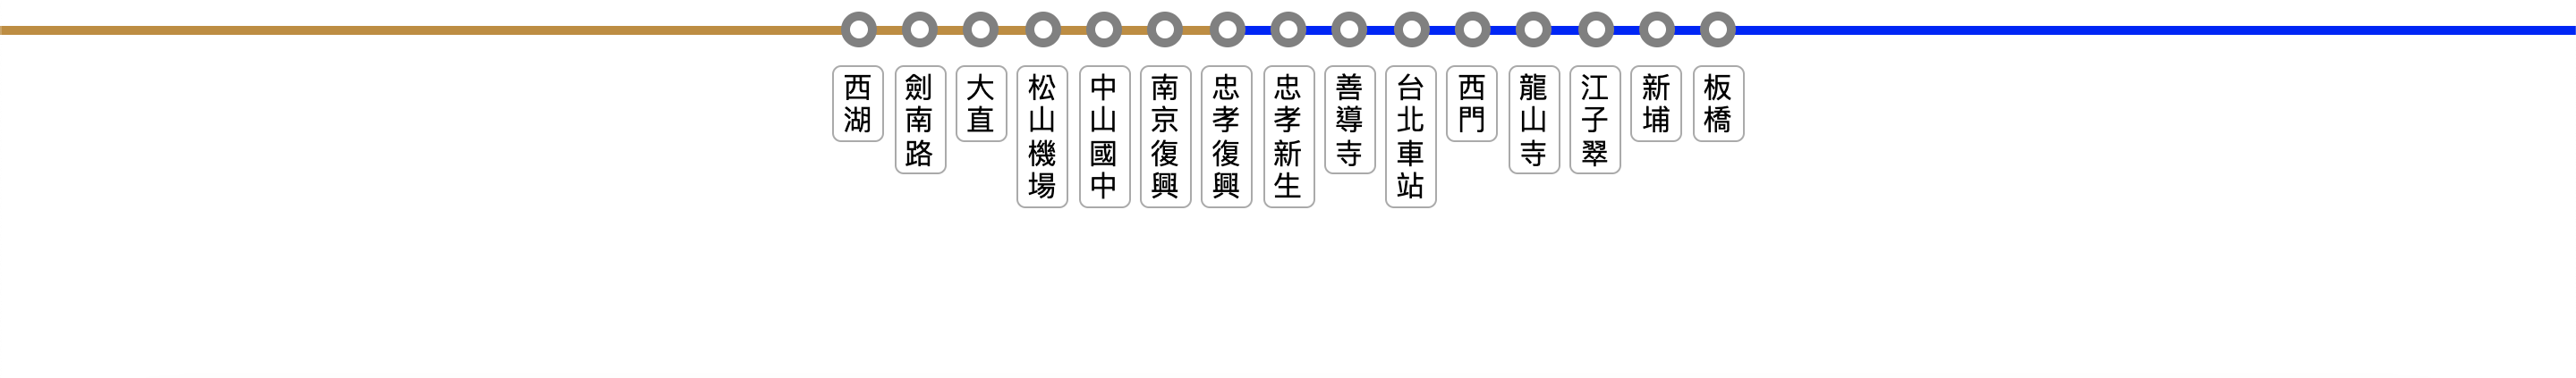 西湖
劍南路
大直
松山機場
中山國中
南京復興
忠孝復興
忠孝新生
善導寺
台北車站
西門
龍山寺
江子翠
新埔
板橋